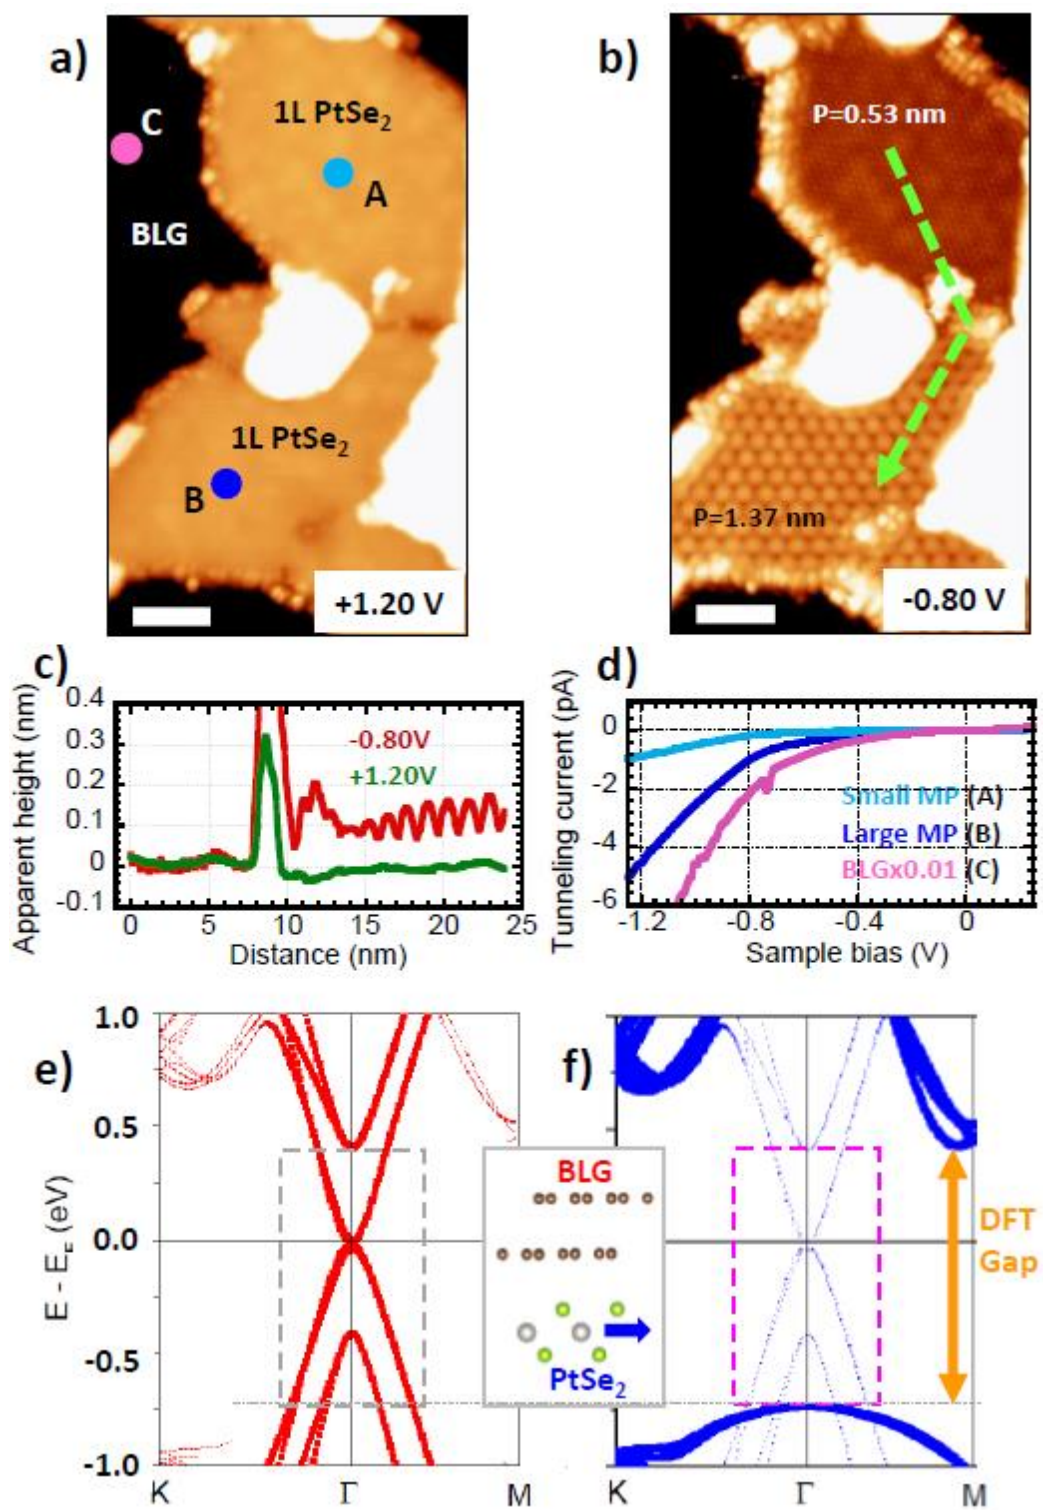 a)
C
1L PtSe2
A
BLG
1L PtSe2
B
+1.20 V
b)
P=0.53 nm
P=1.37 nm
-0.80 V
c)
Apparent height (nm)
0.4
0.3
0.2
0.1
0
-0.1
-0.80V
+1.20V
0 5 10 15 20 25
Distance (nm)
d)
Tunneling current (pA)
0
-2
-4
-6
Small MP (A)
Large MP (B)
BLGx0.01 (C)
-1.2 -0.8 -0.4 0
Sample bias (V)
e)
E - EF (eV)
1.0
0.5
0.0
-0.5
-1.0
K Γ M
BLG
PtSe2
f)
DFT
Gap
K Γ M